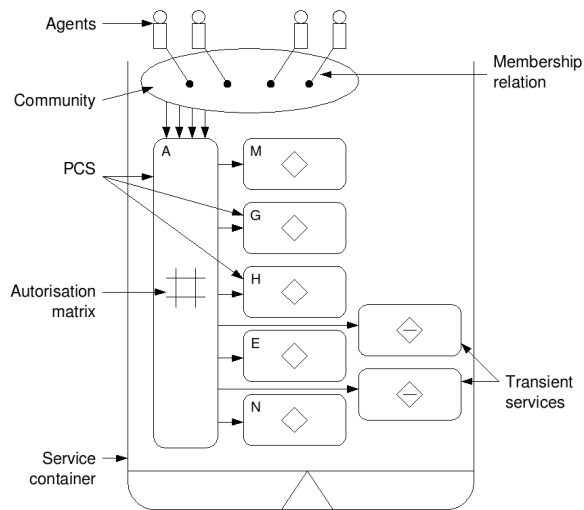 Agents
Membership
relation
Community
A
M
PCS
G
H
Autorisation
matrix
E
Transient
services
N
Service
container